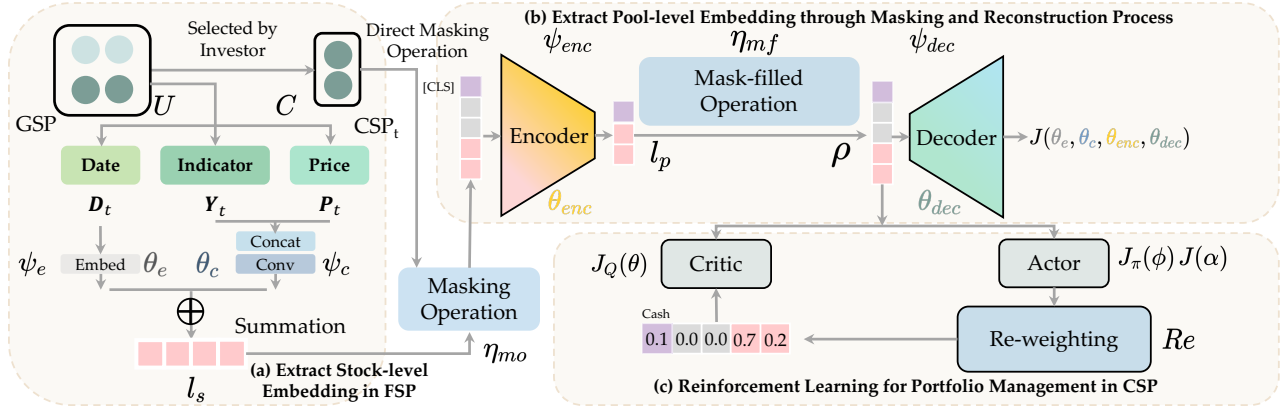 GSP
U
Selected by
Investor
C
CSP_t
Direct Masking
Operation
Date
Indicator
Price
D_t
Y_t
P_t
Concat
Conv
Embed
ψ_e
θ_e
θ_c
ψ_c
Summation
l_s
(a) Extract Stock-level
Embedding in FSP
Masking
Operation
η_mo
(b) Extract Pool-level Embedding through Masking and Reconstruction Process
[CLS]
ψ_enc
Encoder
θ_enc
η_mf
Mask-filled
Operation
l_p
ρ
ψ_dec
Decoder
θ_dec
J(θ_e, θ_c, θ_enc, θ_dec)
J_Q(θ)
Critic
Actor
J_π(ϕ) J(α)
Cash
0.1 0.0 0.0 0.7 0.2
Re-weighting
Re
(c) Reinforcement Learning for Portfolio Management in CSP